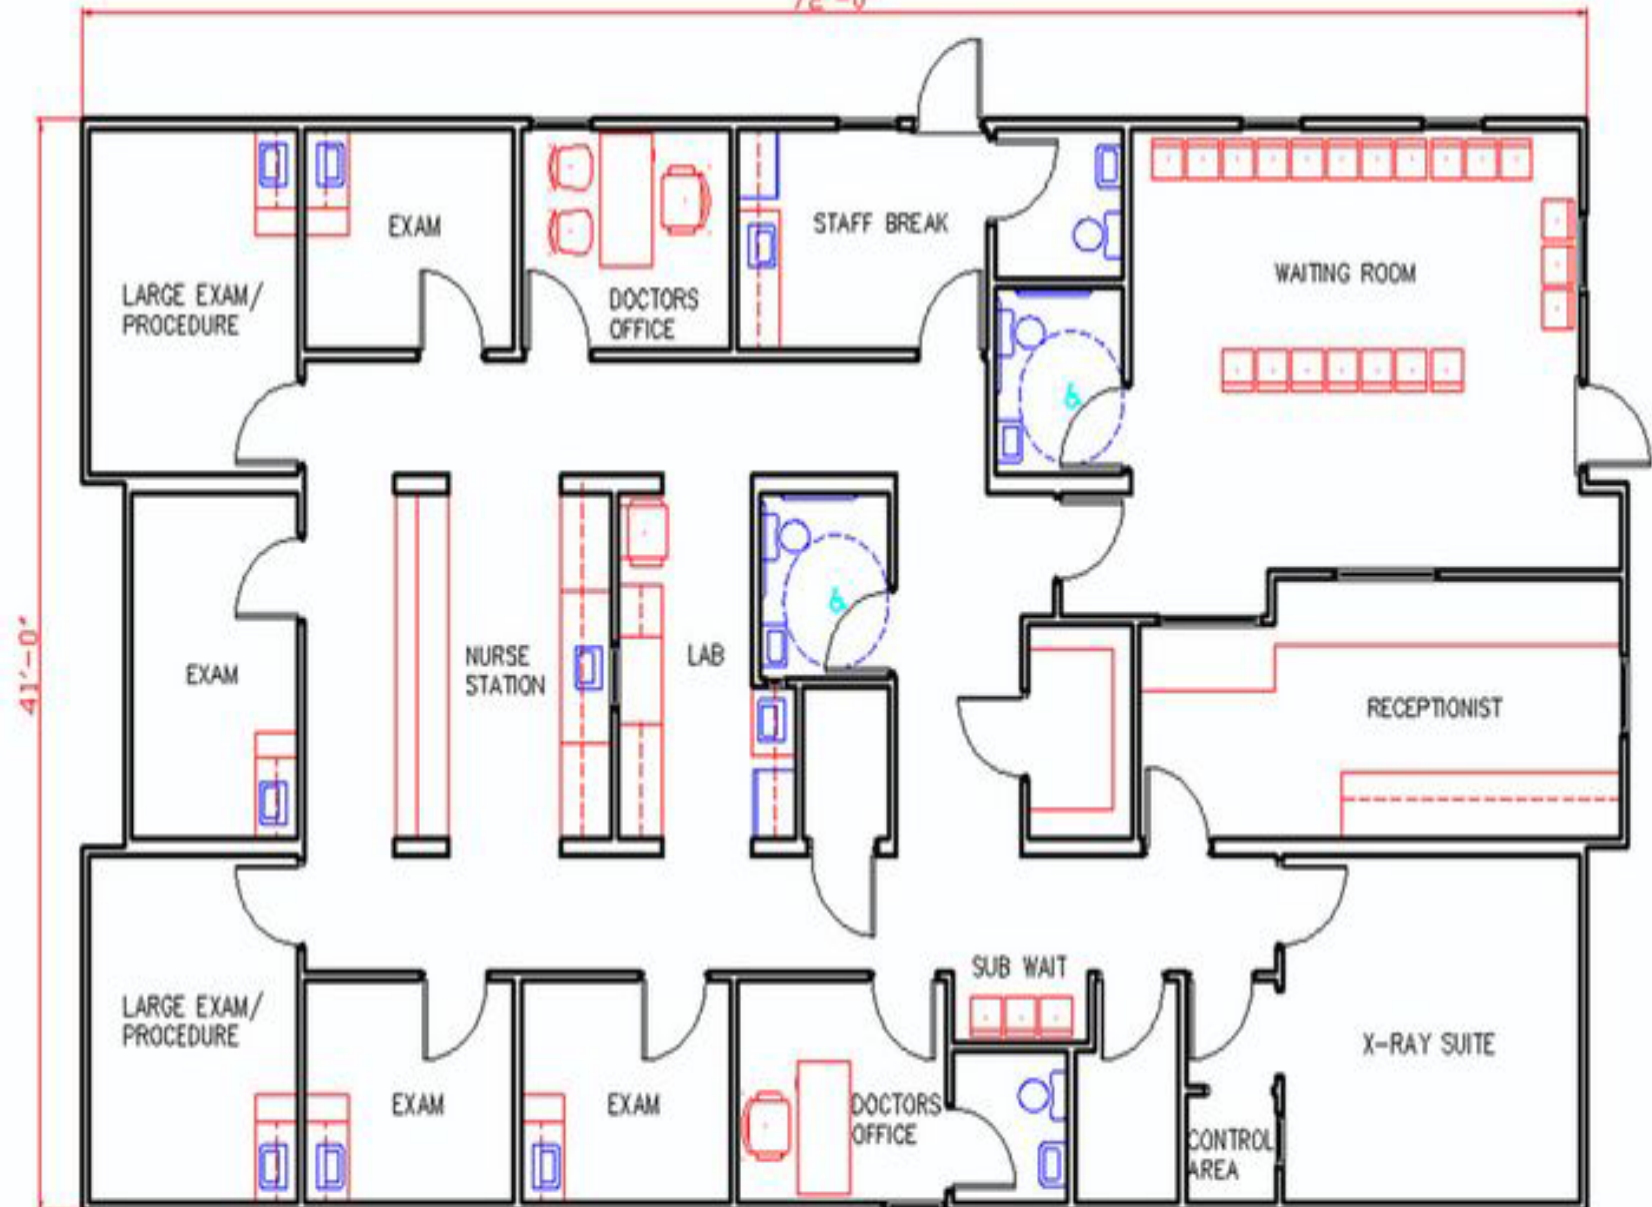 EXAM
STAFF BREAK
LARGE EXAM/
PROCEDURE
DOCTORS
OFFICE
WAITING ROOM
NURSE
STATION
LAB
EXAM
RECEPTIONIST
41'-0"
SUB WAIT
LARGE EXAM/
PROCEDURE
EXAM
EXAM
DOCTORS
OFFICE
CONTROL
AREA
X-RAY SUITE